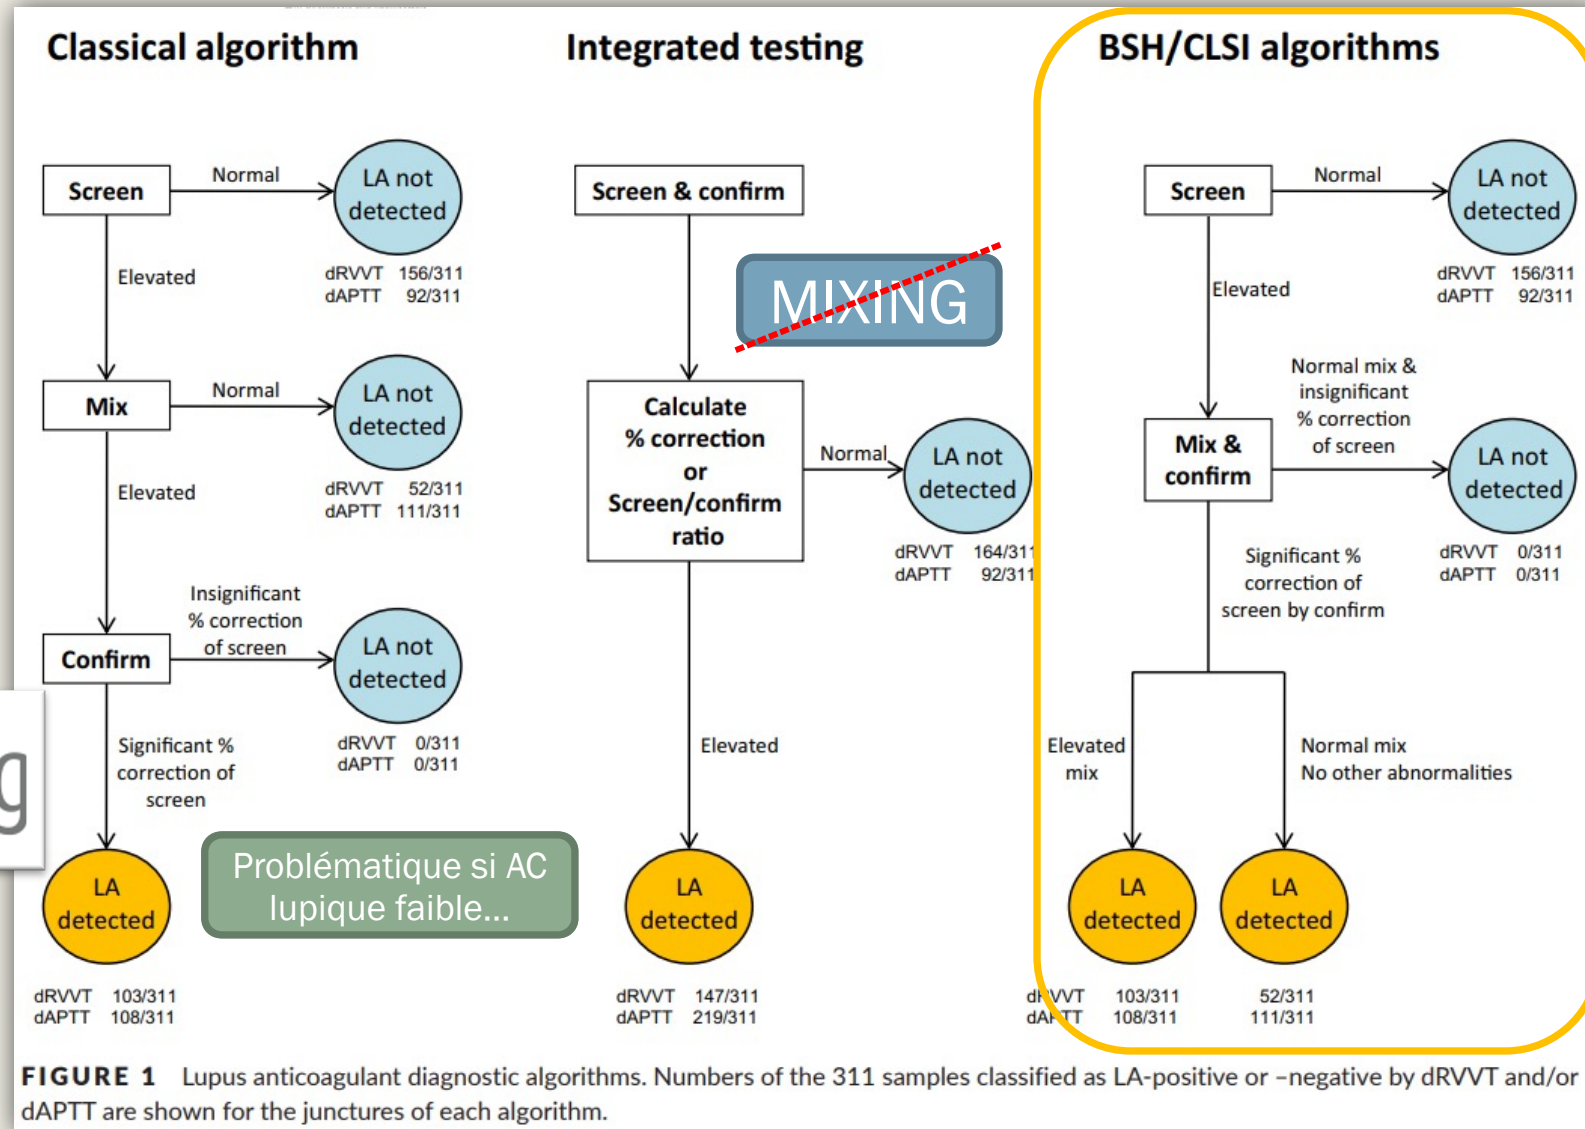 Classical algorithm
Screen
Normal
LA not
detected
dRVVT 156/311
dAPTT 92/311
Elevated
Mix
Normal
LA not
detected
dRVVT 52/311
dAPTT 111/311
Elevated
Confirm
Insignificant
% correction
of screen
LA not
detected
dRVVT 0/311
dAPTT 0/311
Significant %
correction of
screen
g
LA
detected
dRVVT 103/311
dAPTT 108/311
Problématique si AC
lupique faible...
Integrated testing
Screen & confirm
MIXING
Calculate
% correction
or
Screen/confirm
ratio
Normal
LA not
detected
dRVVT 164/311
dAPTT 92/311
Elevated
LA
detected
dRVVT 147/311
dAPTT 219/311
BSH/CLSI algorithms
Screen
Normal
LA not
detected
dRVVT 156/311
dAPTT 92/311
Elevated
Mix &
confirm
Normal mix &
insignificant
% correction
of screen
LA not
detected
dRVVT 0/311
dAPTT 0/311
Significant %
correction of
screen by confirm
Elevated
mix
Normal mix
No other abnormalities
LA
detected
LA
detected
dRVVT 103/311 52/311
dAPTT 108/311 111/311
FIGURE 1 Lupus anticoagulant diagnostic algorithms. Numbers of the 311 samples classified as LA-positive or –negative by dRVVT and/or
dAPTT are shown for the junctures of each algorithm.